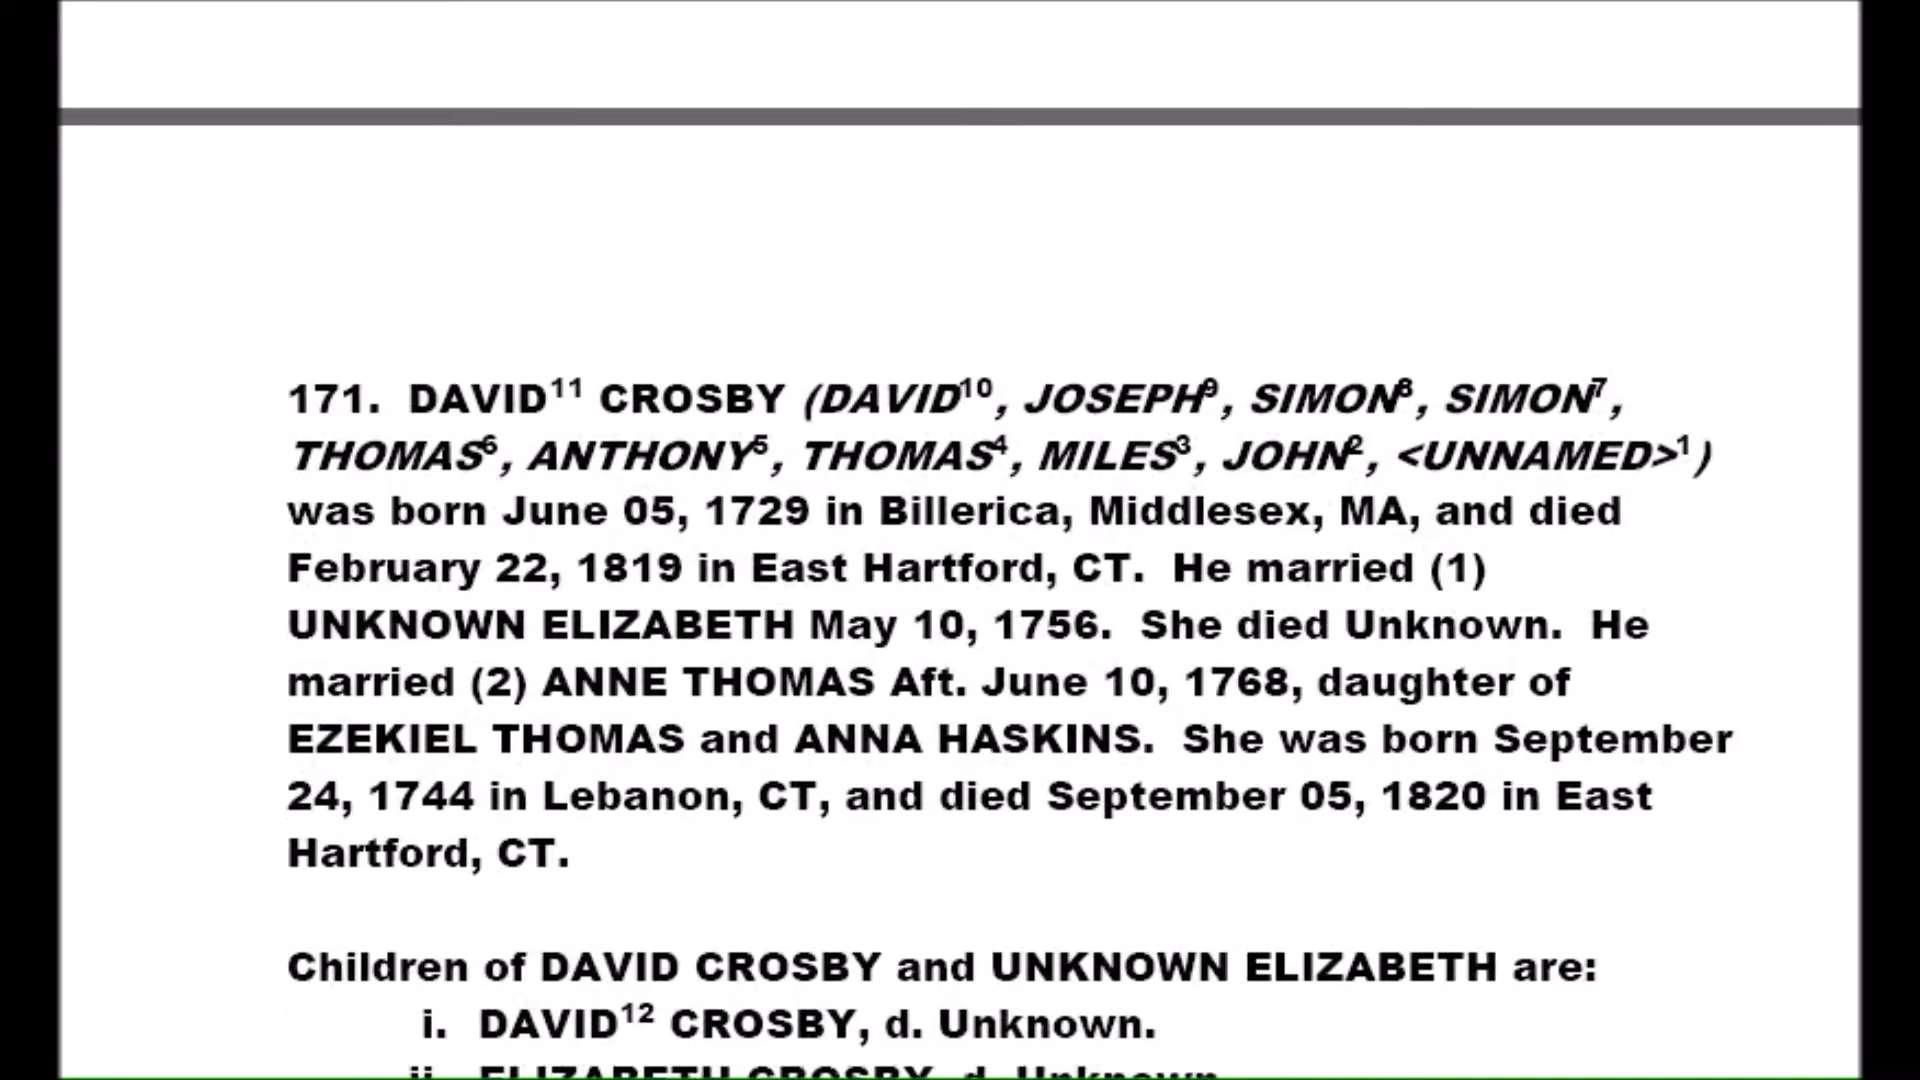 171. DAVID¹¹ CROSBY (DAVID¹⁰, JOSEPH⁹, SIMON⁸, SIMON⁷,
THOMAS⁶, ANTHONY⁵, THOMAS⁴, MILES³, JOHN², <UNNAMED>¹)
was born June 05, 1729 in Billerica, Middlesex, MA, and died
February 22, 1819 in East Hartford, CT. He married (1)
UNKNOWN ELIZABETH May 10, 1756. She died Unknown. He
married (2) ANNE THOMAS Aft. June 10, 1768, daughter of
EZEKIEL THOMAS and ANNA HASKINS. She was born September
24, 1744 in Lebanon, CT, and died September 05, 1820 in East
Hartford, CT.
Children of DAVID CROSBY and UNKNOWN ELIZABETH are:
i. DAVID¹² CROSBY, d. Unknown.
ii. ELIZABETH CROSBY, d. Unknown.